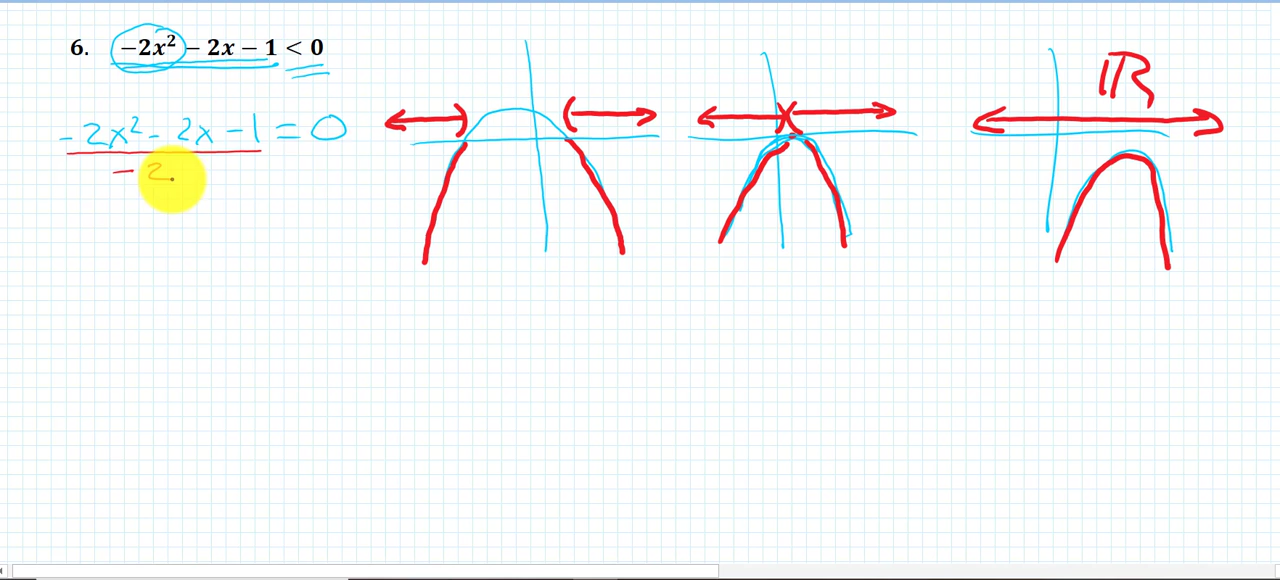 6. −2x² − 2x − 1 < 0
ℝ
-2x² - 2x - 1 = 0
-2